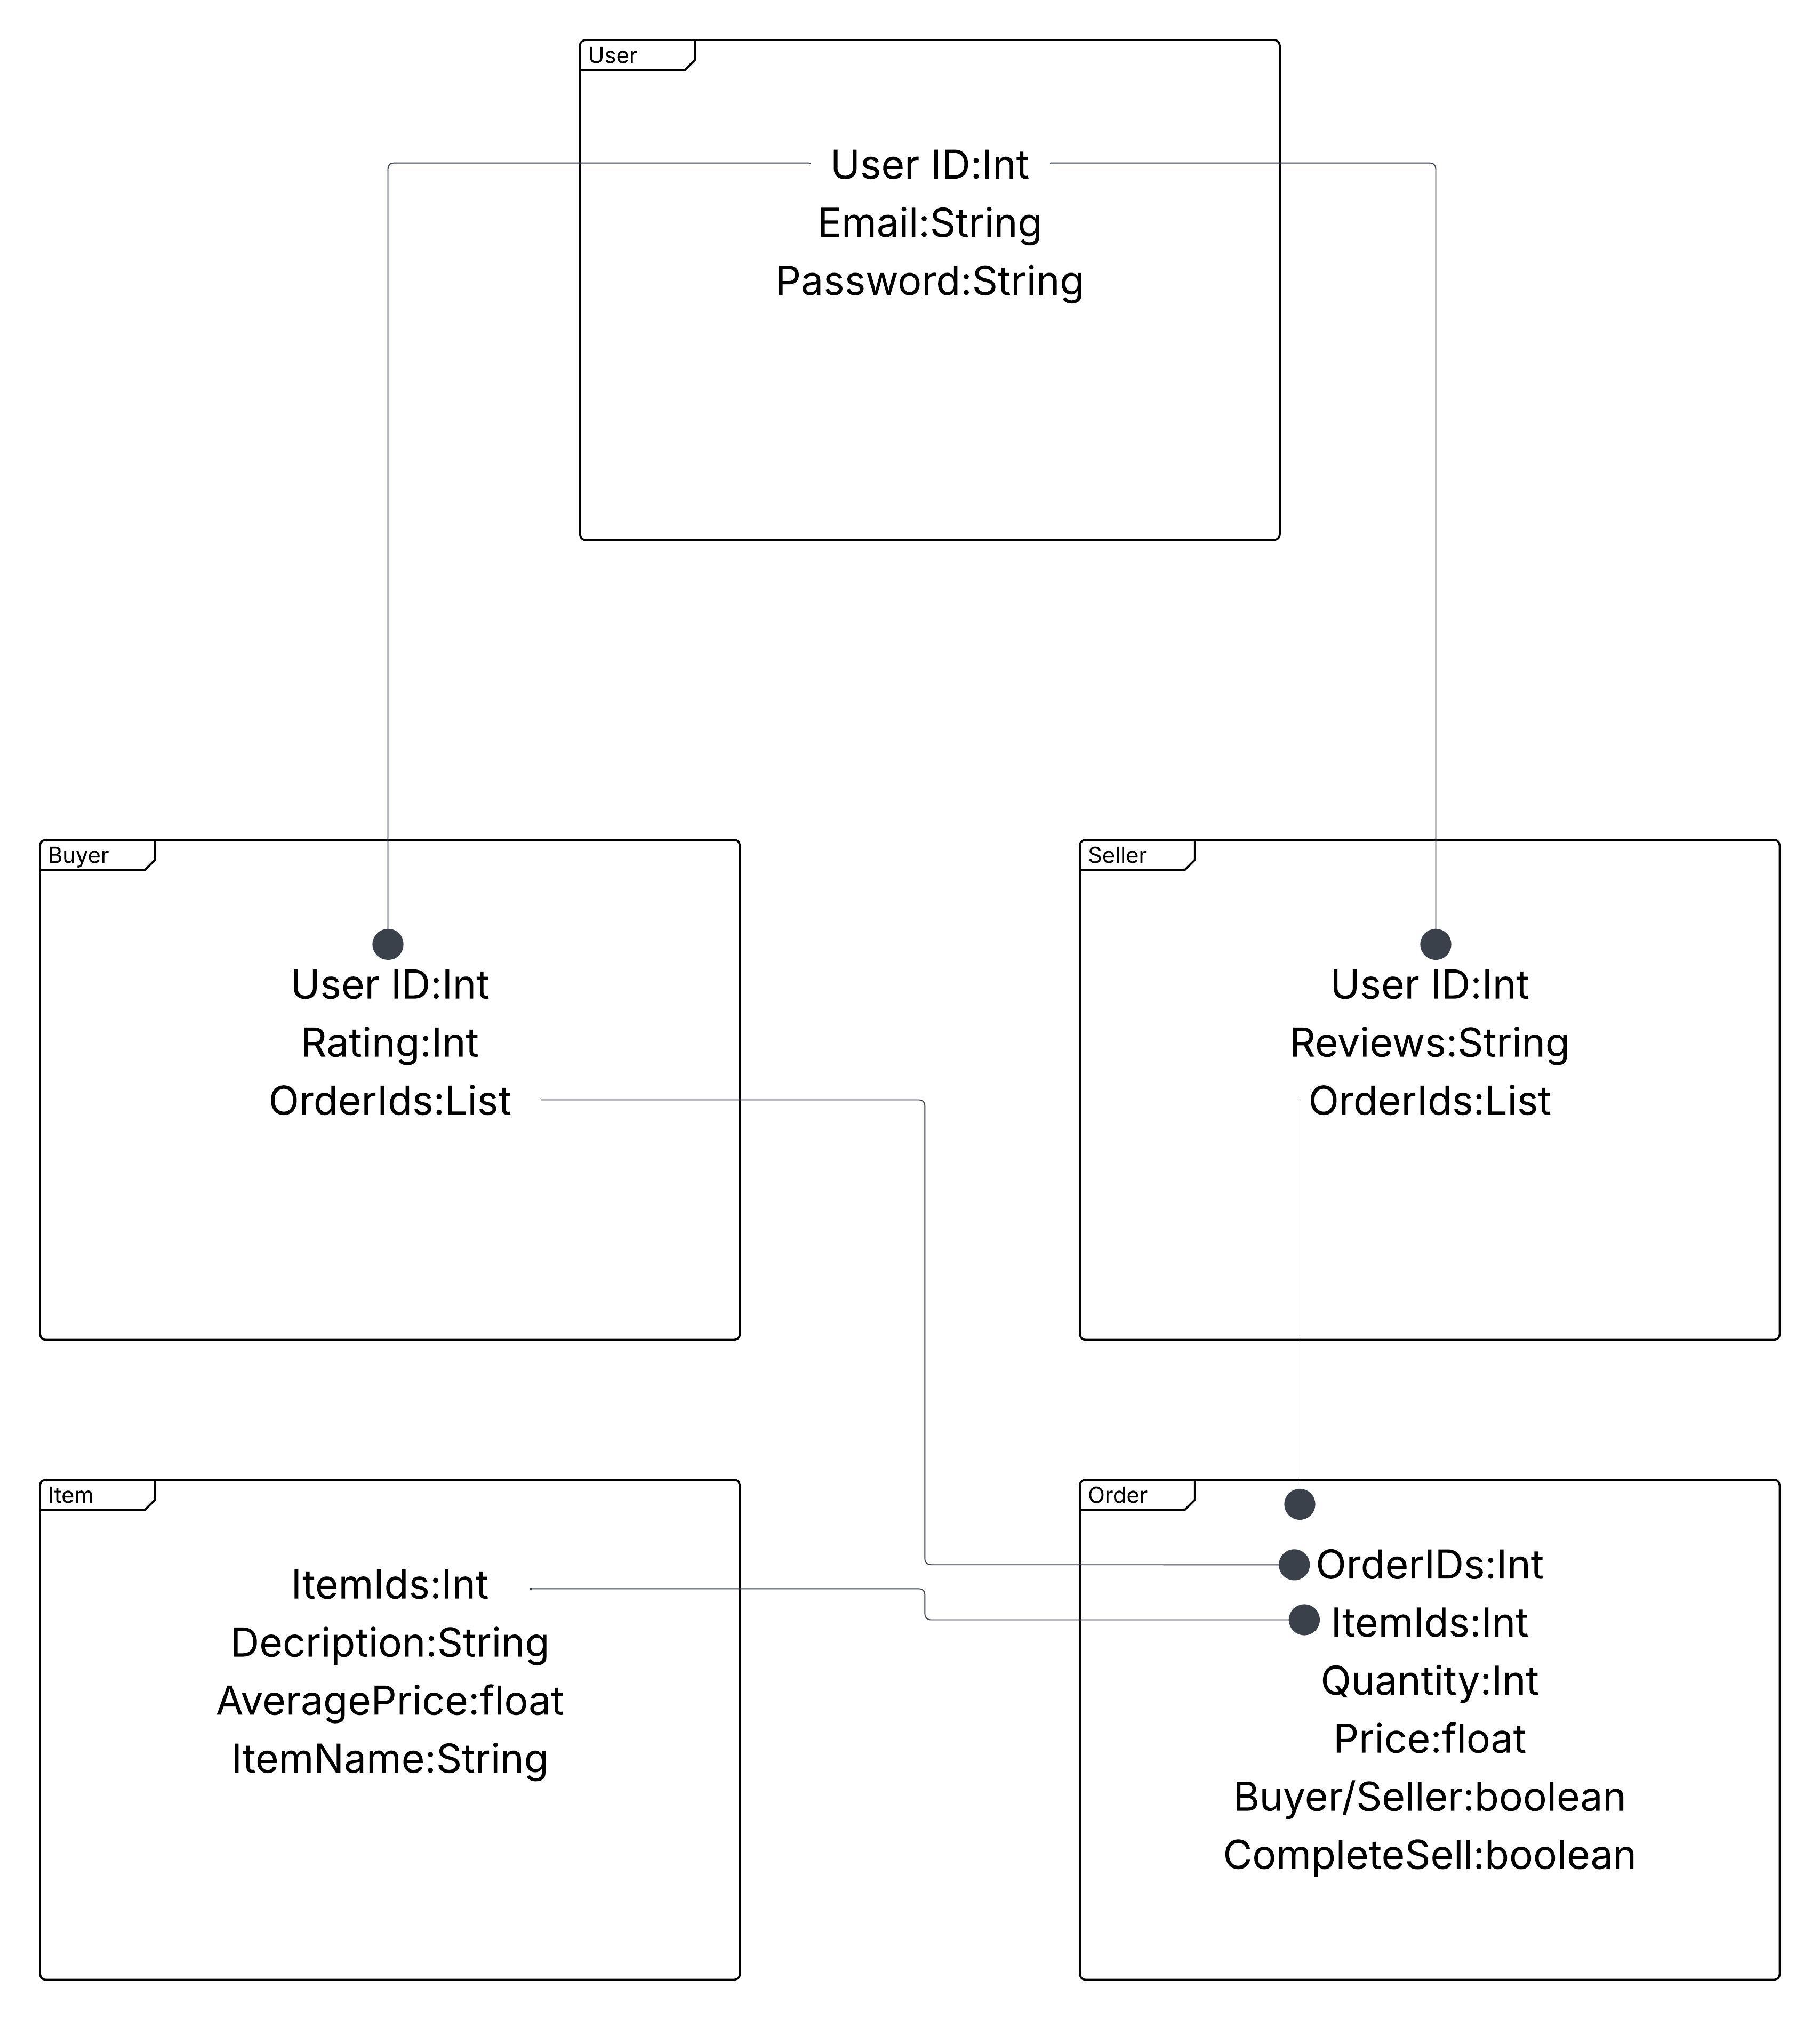 User
User ID:Int
Email:String
Password:String
Buyer
User ID:Int
Rating:Int
OrderIds:List
Seller
User ID:Int
Reviews:String
OrderIds:List
Item
ItemIds:Int
Decription:String
AveragePrice:float
ItemName:String
Order
OrderIDs:Int
ItemIds:Int
Quantity:Int
Price:float
Buyer/Seller:boolean
CompleteSell:boolean